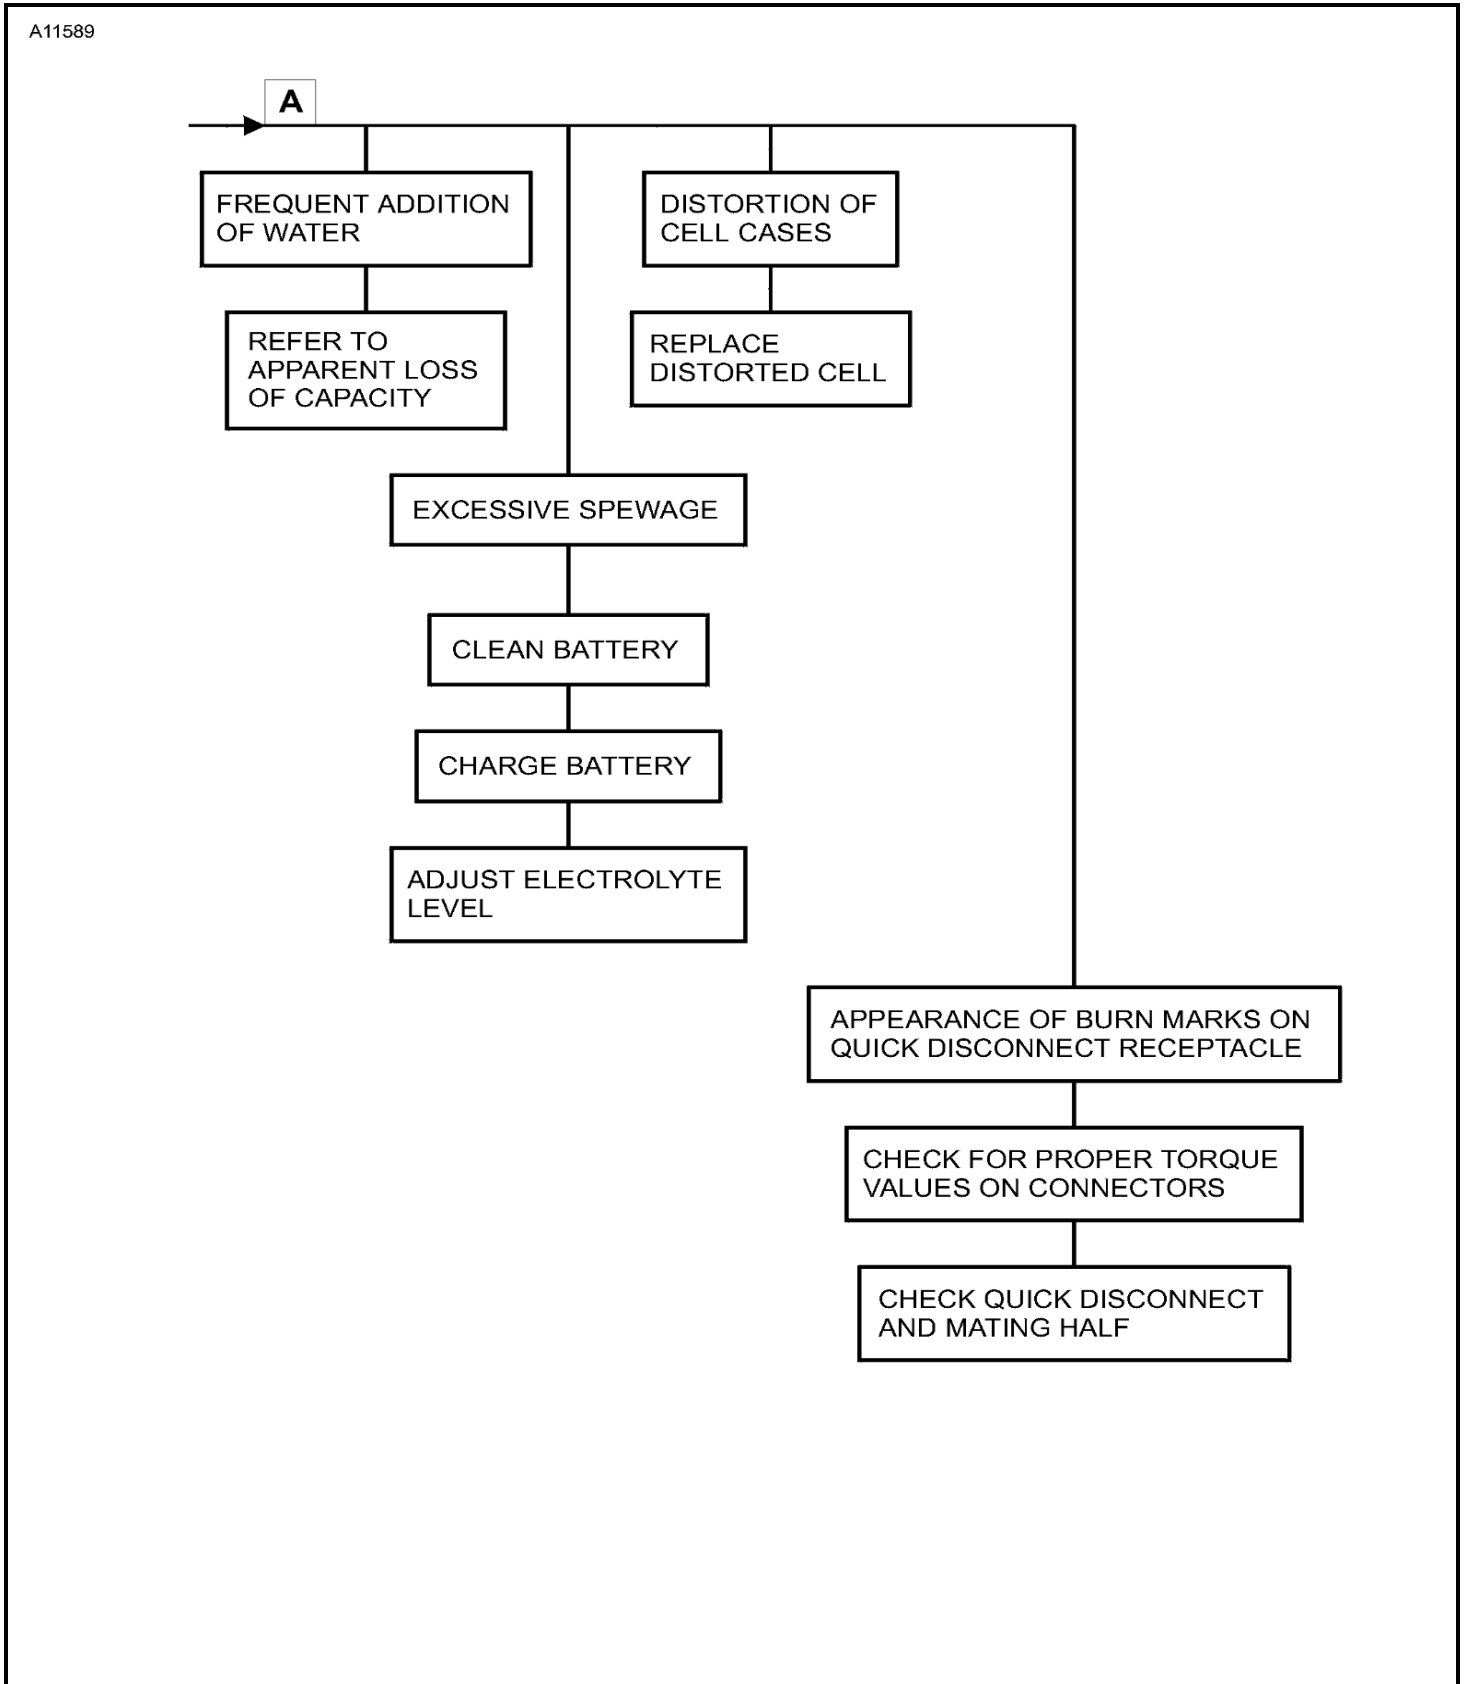 A11589
A
FREQUENT ADDITION
OF WATER
DISTORTION OF
CELL CASES
REFER TO
APPARENT LOSS
OF CAPACITY
REPLACE
DISTORTED CELL
EXCESSIVE SPEWAGE
CLEAN BATTERY
CHARGE BATTERY
ADJUST ELECTROLYTE
LEVEL
APPEARANCE OF BURN MARKS ON
QUICK DISCONNECT RECEPTACLE
CHECK FOR PROPER TORQUE
VALUES ON CONNECTORS
CHECK QUICK DISCONNECT
AND MATING HALF